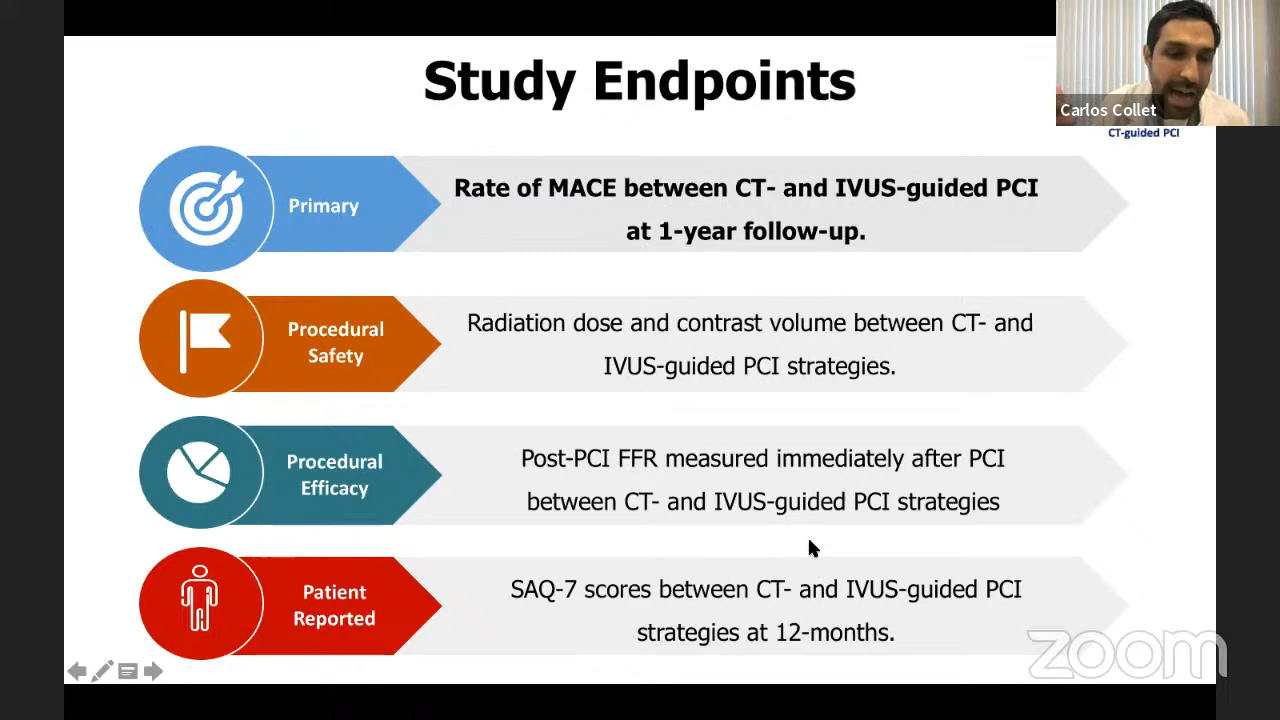 Study Endpoints
Carlos Collet
CT-guided PCI
Primary
Rate of MACE between CT- and IVUS-guided PCI
at 1-year follow-up.
Procedural
Safety
Radiation dose and contrast volume between CT- and
IVUS-guided PCI strategies.
Procedural
Efficacy
Post-PCI FFR measured immediately after PCI
between CT- and IVUS-guided PCI strategies
Patient
Reported
SAQ-7 scores between CT- and IVUS-guided PCI
strategies at 12-months.
zoom